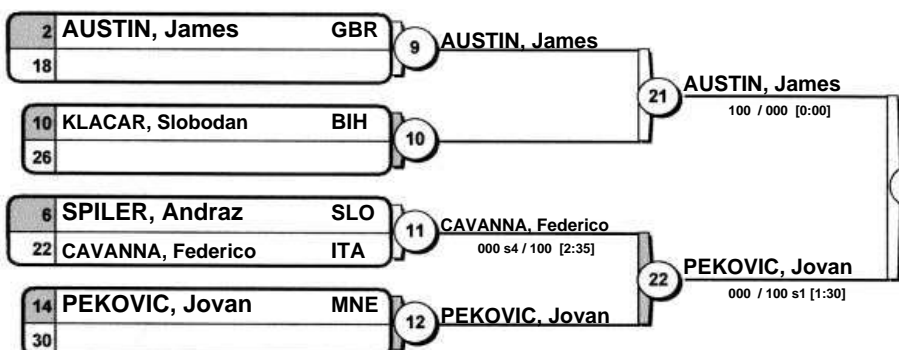 2 AUSTIN, James GBR
18
9 AUSTIN, James
10 KLACAR, Slobodan BIH
26
10
21 AUSTIN, James
100 / 000 [0:00]
6 SPILER, Andraz SLO
22 CAVANNA, Federico ITA
11 CAVANNA, Federico
000 s4 / 100 [2:35]
14 PEKOVIC, Jovan MNE
30
12 PEKOVIC, Jovan
22 PEKOVIC, Jovan
000 / 100 s1 [1:30]